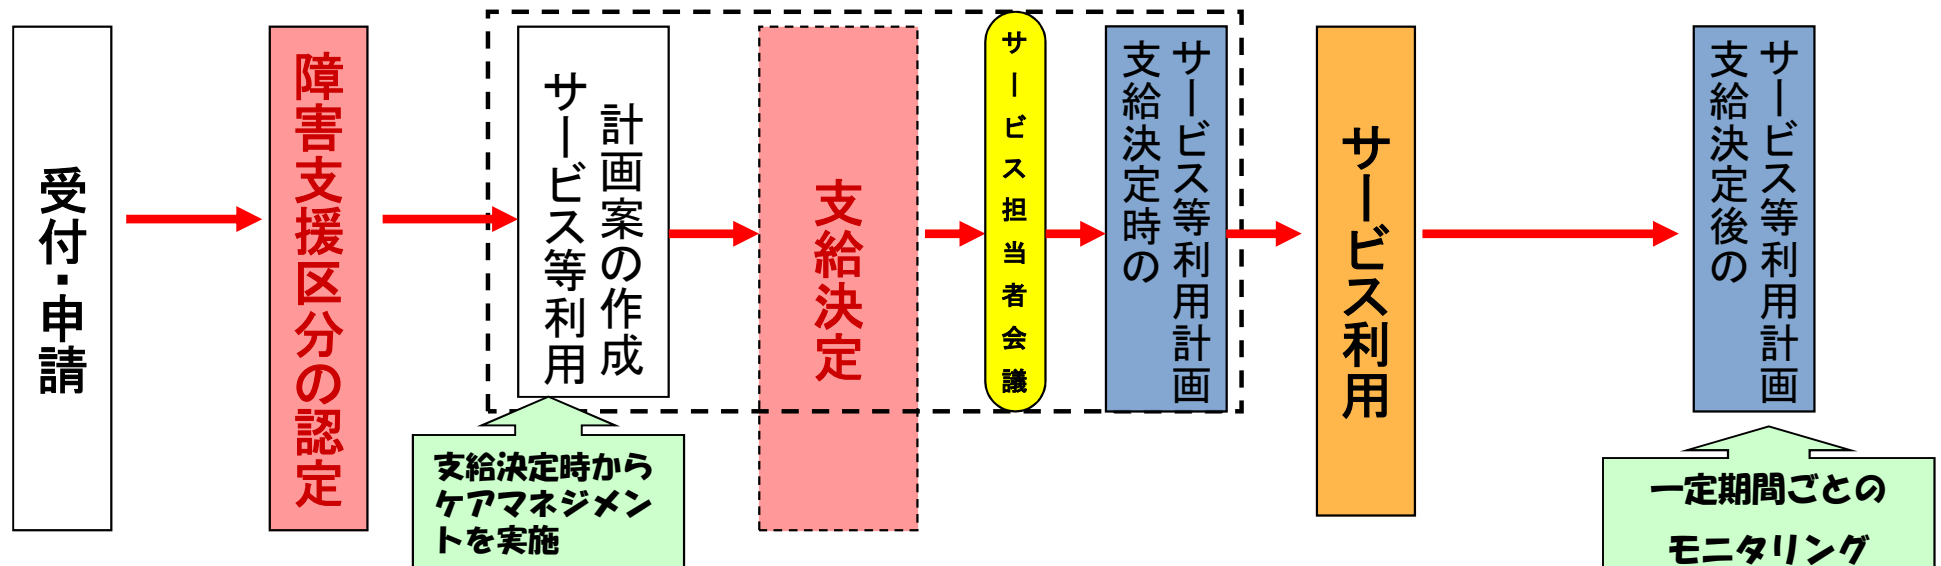 受付・申請
障害支援区分の認定
サービス等利用
計画案の作成
支給決定時から
ケアマネジメン
トを実施
支給決定
サービス担当者会議
支給決定時の
サービス等利用計画
サービス利用
支給決定後の
サービス等利用計画
一定期間ごとの
モニタリング